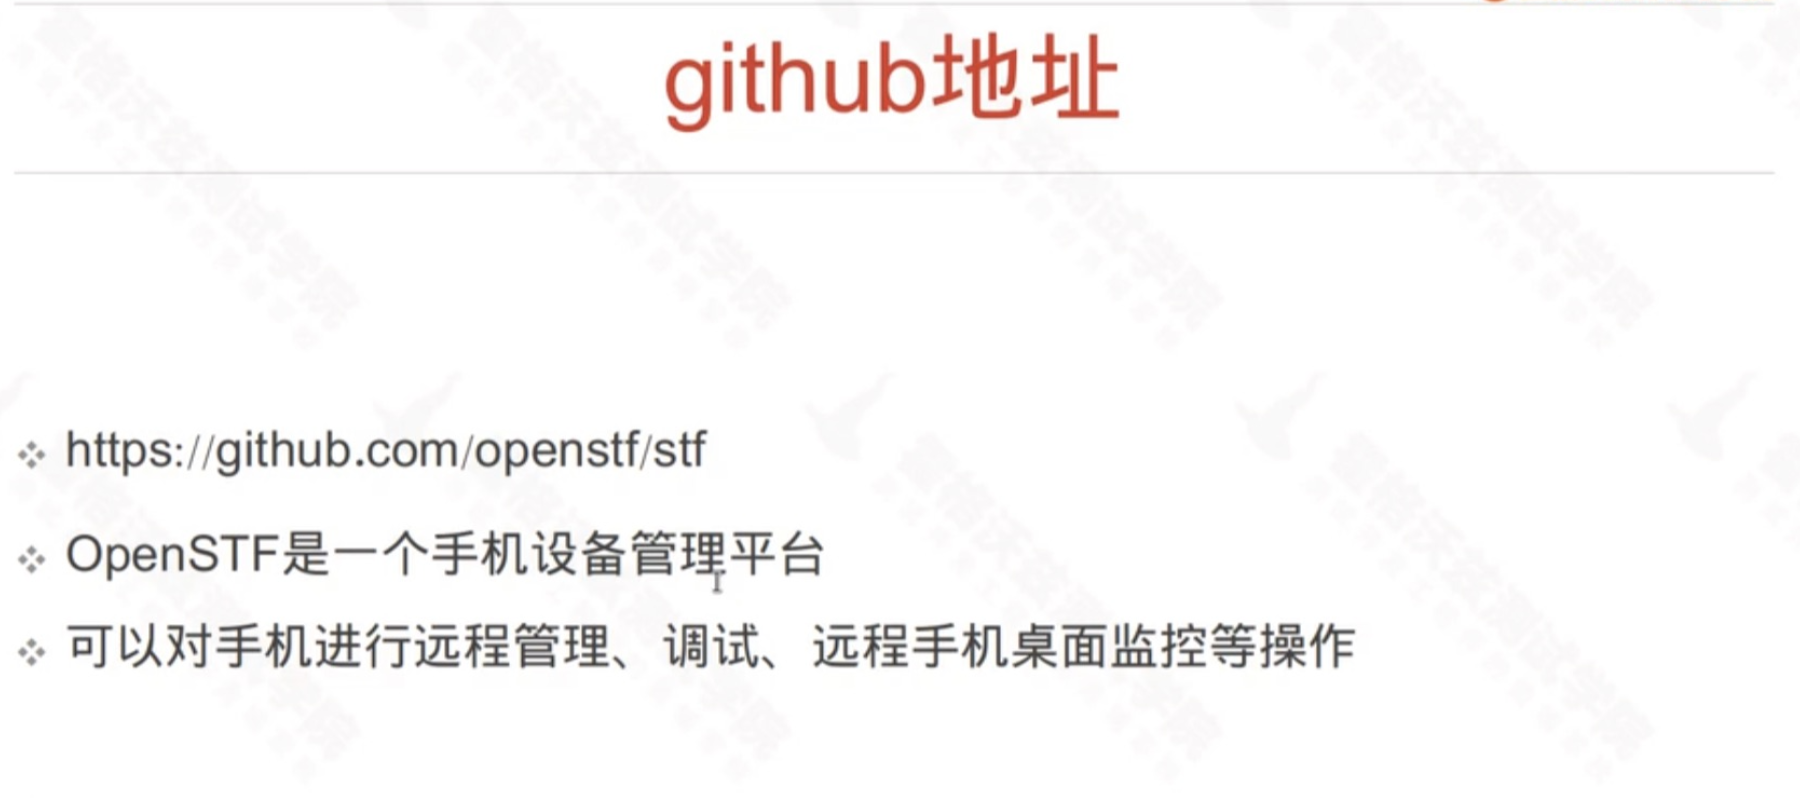 github地址
https://github.com/openstf/stf
OpenSTF是一个手机设备管理平台
可以对手机进行远程管理、调试、远程手机桌面监控等操作